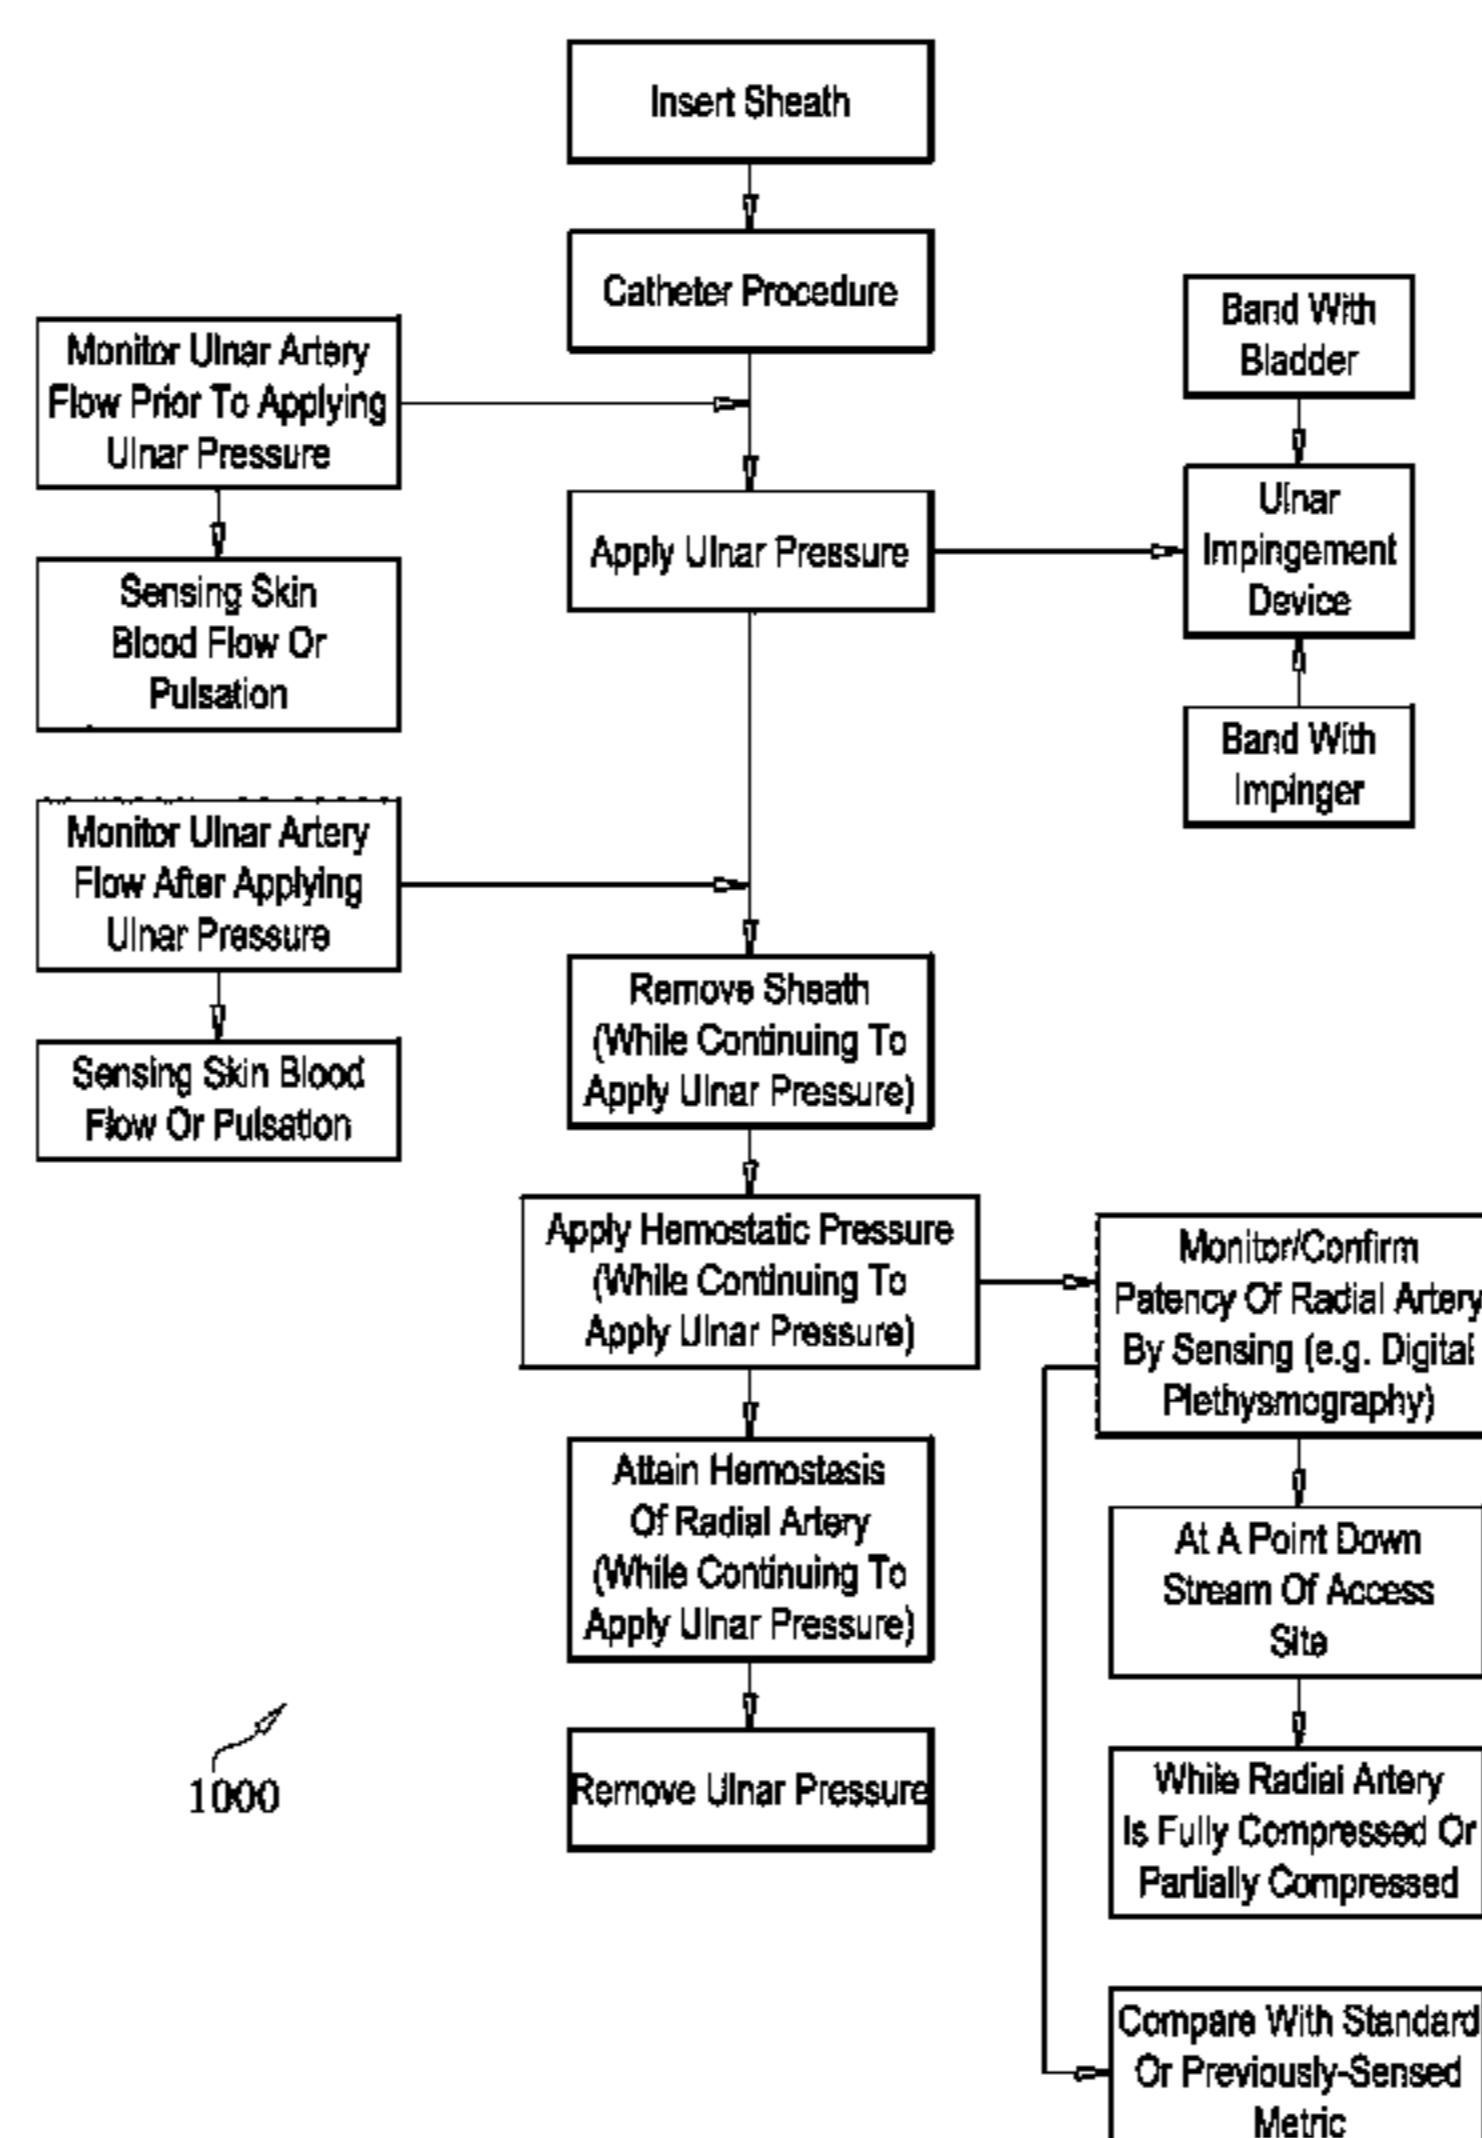 Insert Sheath
Catheter Procedure
Monitor Ulnar Artery
Flow Prior To Applying
Ulnar Pressure
Sensing Skin
Blood Flow Or
Pulsation
Apply Ulnar Pressure
Band With
Bladder
Ulnar
Impingement
Device
Band With
Impinger
Monitor Ulnar Artery
Flow After Applying
Ulnar Pressure
Sensing Skin Blood
Flow Or Pulsation
Remove Sheath
(While Continuing To
Apply Ulnar Pressure)
Apply Hemostatic Pressure
(While Continuing To
Apply Ulnar Pressure)
Monitor/Confirm
Patency Of Radial Artery
By Sensing (e.g. Digital
Plethysmography)
Attain Hemostasis
Of Radial Artery
(While Continuing To
Apply Ulnar Pressure)
At A Point Down
Stream Of Access
Site
Remove Ulnar Pressure
While Radial Artery
Is Fully Compressed Or
Partially Compressed
Compare With Standard
Or Previously-Sensed
Metric
1000